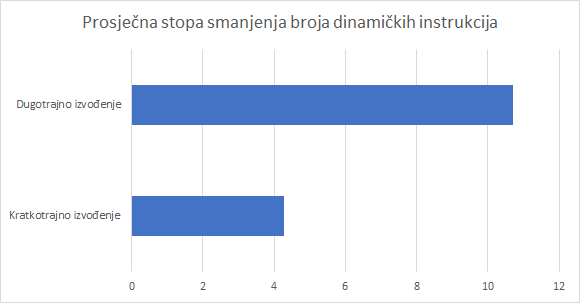 Prosječna stopa smanjenja broja dinamičkih instrukcija
Dugotrajno izvođenje
Kratkotrajno izvođenje
0 2 4 6 8 10 12